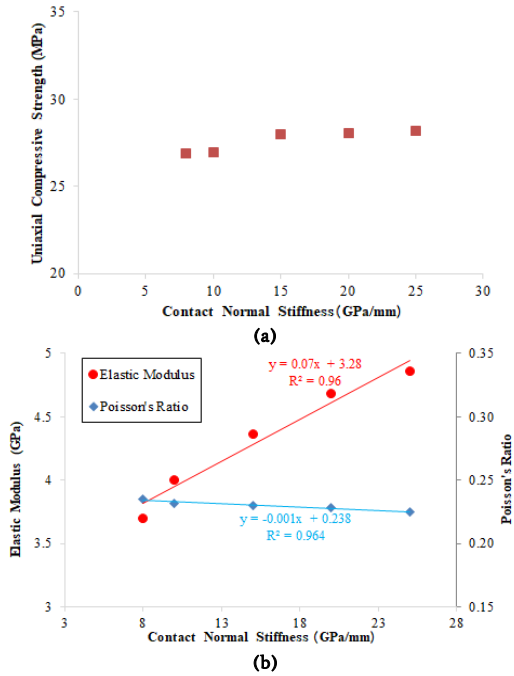 35
30
25
20
Uniaxial Compressive Strength (MPa)
0 5 10 15 20 25 30
Contact Normal Stiffness(GPa/mm)
(a)
5
4.5
4
3.5
3
Elastic Modulus (GPa)
Elastic Modulus
Poisson's Ratio
y = 0.07x + 3.28
R² = 0.96
y = -0.001x + 0.238
R² = 0.964
0.35
0.30
0.25
0.20
0.15
Poisson's Ratio
3 8 13 18 23 28
Contact Normal Stiffness (GPa/mm)
(b)